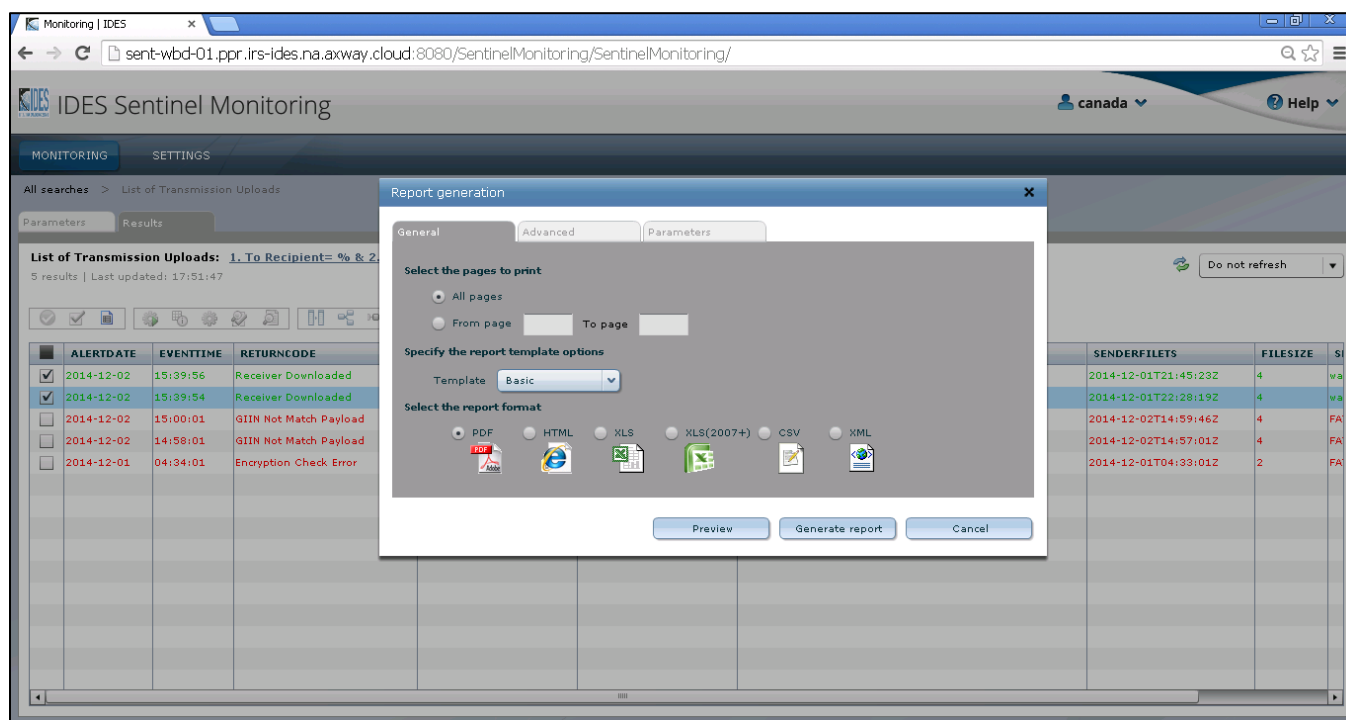 Monitoring | IDES
sent-wbd-01.ppr.irs-ides.na.axway.cloud:8080/SentinelMonitoring/SentinelMonitoring/
IDES
IDES Sentinel Monitoring
canada
Help
MONITORING
SETTINGS
All searches > List of Transmission Uploads
Parameters
Results
List of Transmission Uploads: 1. To Recipient= % & 2.
5 results | Last updated: 17:51:47
Do not refresh
Report generation
General
Advanced
Parameters
Select the pages to print
All pages
From page
To page
Specify the report template options
Template
Basic
Select the report format
PDF
HTML
XLS
XLS(2007+)
CSV
XML
PDF
Adobe
Preview
Generate report
Cancel
ALERTDATE EVENTTIME RETURNCODE SENDERFILETS FILESIZE
2014-12-02 15:39:56 Receiver Downloaded 2014-12-01T21:45:23Z 4 wa
2014-12-02 15:39:54 Receiver Downloaded 2014-12-01T22:28:19Z 4 wa
2014-12-02 15:00:01 GIIN Not Match Payload 2014-12-02T14:59:46Z 4 FA
2014-12-02 14:58:01 GIIN Not Match Payload 2014-12-02T14:57:01Z 4 FA
2014-12-01 04:34:01 Encryption Check Error 2014-12-01T04:33:01Z 2 FA